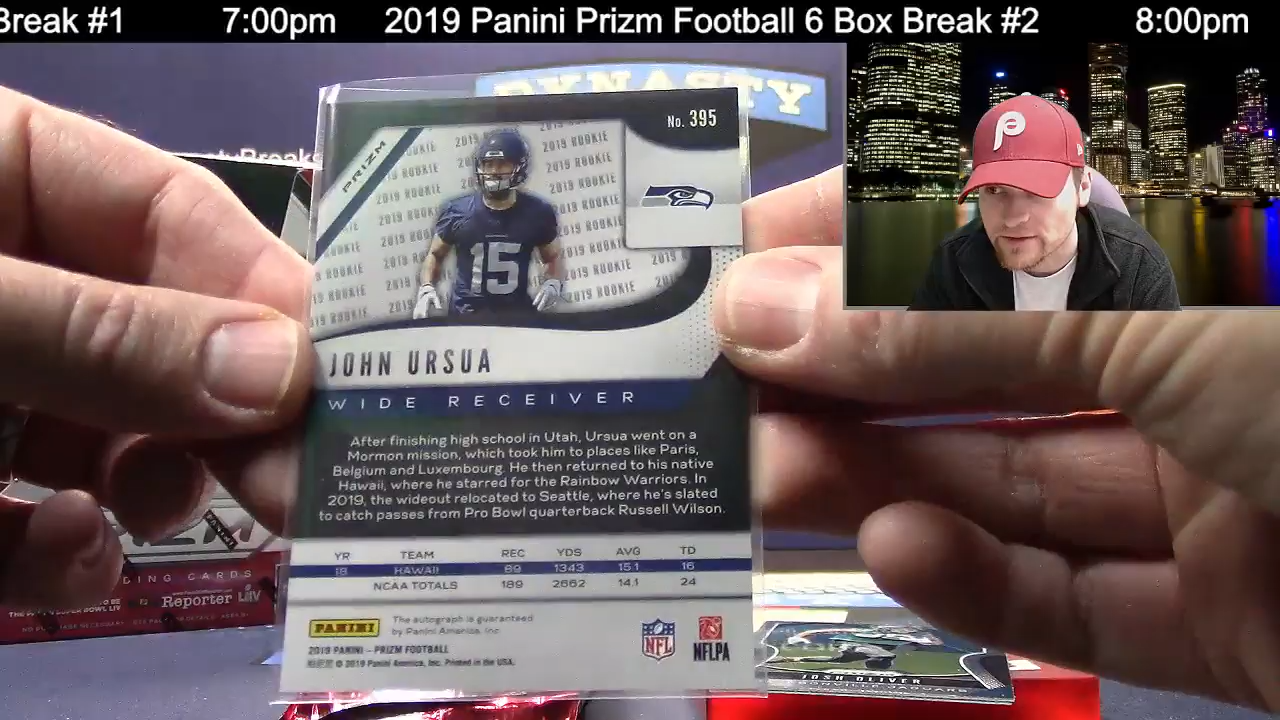 Break #1 7:00pm 2019 Panini Prizm Football 6 Box Break #2 8:00pm
DYNASTY
No. 395
PRIZM
2019 ROOKIE
15
JOHN URSUA
WIDE RECEIVER
After finishing high school in Utah, Ursua went on a
Mormon mission, which took him to places like Paris,
Belgium and Luxembourg. He then returned to his native
Hawaii, where he starred for the Rainbow Warriors. In
2019, the wideout relocated to Seattle, where he's slated
to catch passes from Pro Bowl quarterback Russell Wilson.
YR TEAM REC YDS AVG TD
18 HAWAII 89 1343 15.1 16
NCAA TOTALS 189 2662 14.1 24
PANINI
The autograph is guaranteed
by Panini America, Inc
NFL
NFLPA
2019 PANINI – PRIZM FOOTBALL
© 2019 Panini America, Inc. Printed in the USA.
P
Reporter LIV
JOSH OLIVER